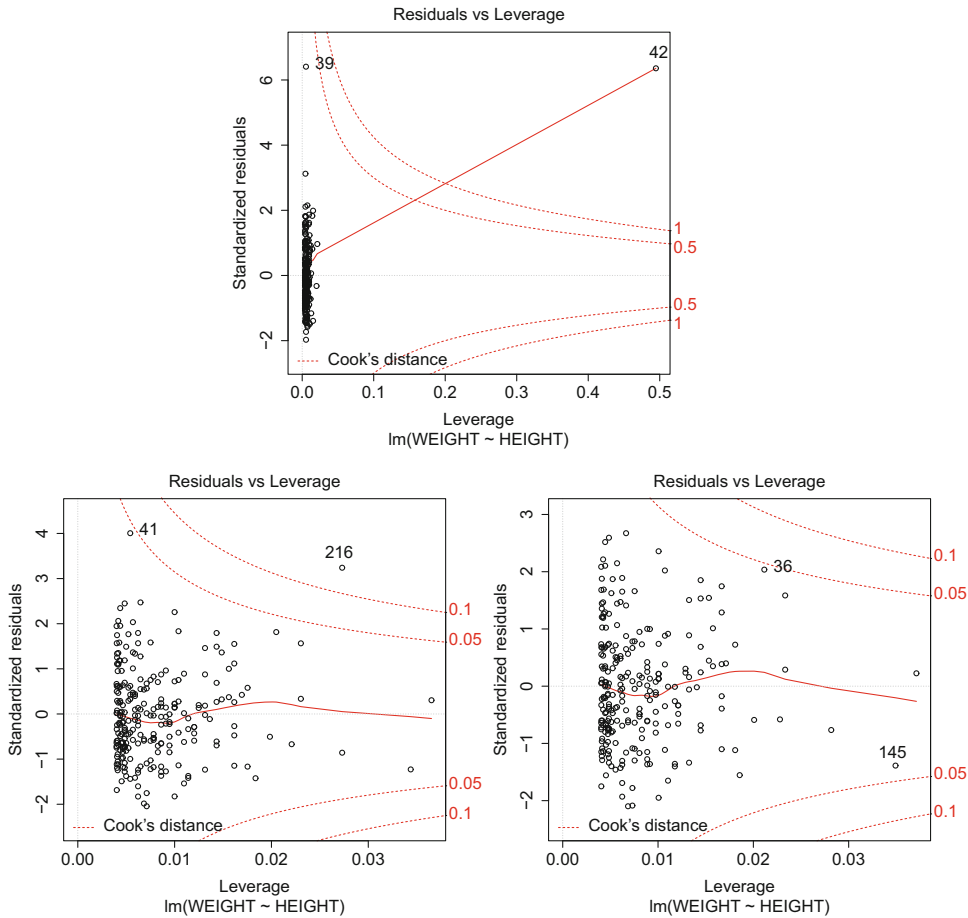 Residuals vs Leverage
Standardized residuals
6
4
2
0
−2
39
42
1
0.5
0.5
1
Cook's distance
0.0 0.1 0.2 0.3 0.4 0.5
Leverage
lm(WEIGHT ~ HEIGHT)
Residuals vs Leverage
Standardized residuals
4
3
2
1
0
−1
−2
41
216
0.1
0.05
0.05
0.1
Cook's distance
0.00 0.01 0.02 0.03
Leverage
lm(WEIGHT ~ HEIGHT)
Residuals vs Leverage
Standardized residuals
3
2
1
0
−1
−2
36
145
0.1
0.05
0.05
0.1
Cook's distance
0.00 0.01 0.02 0.03
Leverage
lm(WEIGHT ~ HEIGHT)